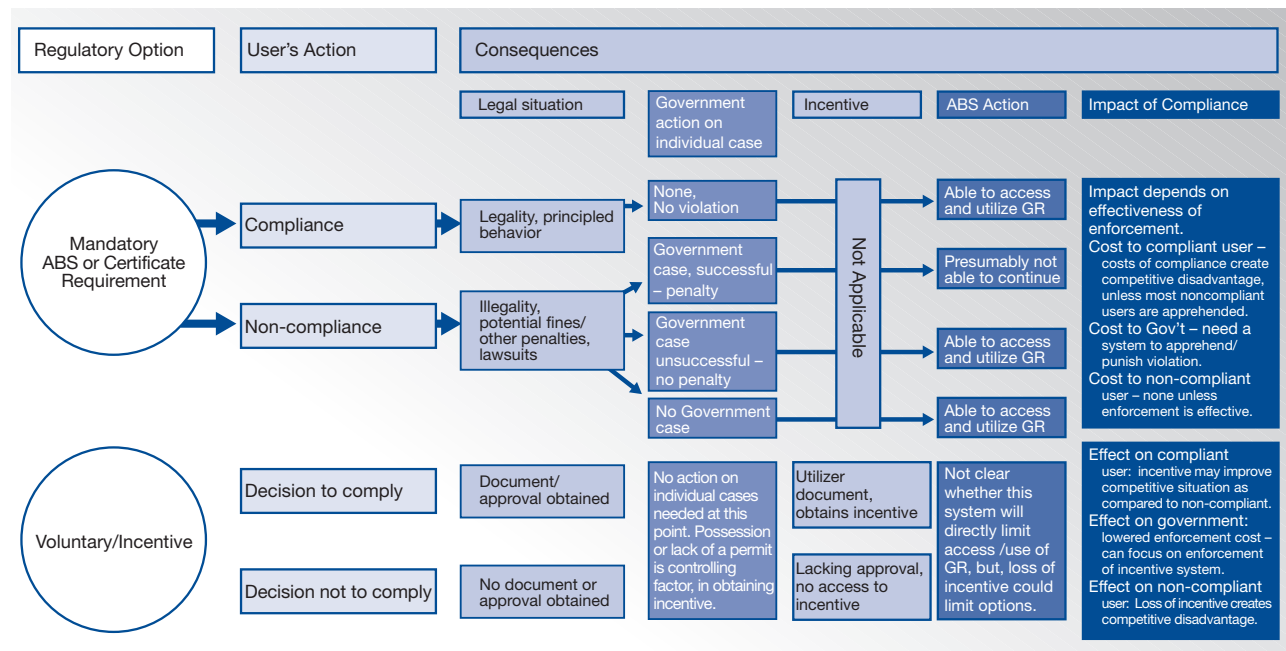 Regulatory Option
User's Action
Consequences
Legal situation
Government
action on
individual case
Incentive
ABS Action
Impact of Compliance
Mandatory
ABS or Certificate
Requirement
Compliance
Legality, principled
behavior
None,
No violation
Able to access
and utilize GR
Non-compliance
Illegality,
potential fines/
other penalties,
lawsuits
Government
case, successful
– penalty
Presumably not
able to continue
Government
case
unsuccessful –
no penalty
Able to access
and utilize GR
No Government
case
Able to access
and utilize GR
Not Applicable
Impact depends on
effectiveness of
enforcement.
Cost to compliant user –
costs of compliance create
competitive disadvantage,
unless most noncompliant
users are apprehended.
Cost to Gov't – need a
system to apprehend/
punish violation.
Cost to non-compliant
user – none unless
enforcement is effective.
Voluntary/Incentive
Decision to comply
Document/
approval obtained
Decision not to comply
No document or
approval obtained
No action on
individual cases
needed at this
point. Possession
or lack of a permit
is controlling
factor, in obtaining
incentive.
Utilizer
document,
obtains incentive
Lacking approval,
no access to
incentive
Not clear
whether this
system will
directly limit
access /use of
GR, but, loss of
incentive could
limit options.
Effect on compliant
user: incentive may improve
competitive situation as
compared to non-compliant.
Effect on government:
lowered enforcement cost –
can focus on enforcement
of incentive system.
Effect on non-compliant
user: Loss of incentive creates
competitive disadvantage.